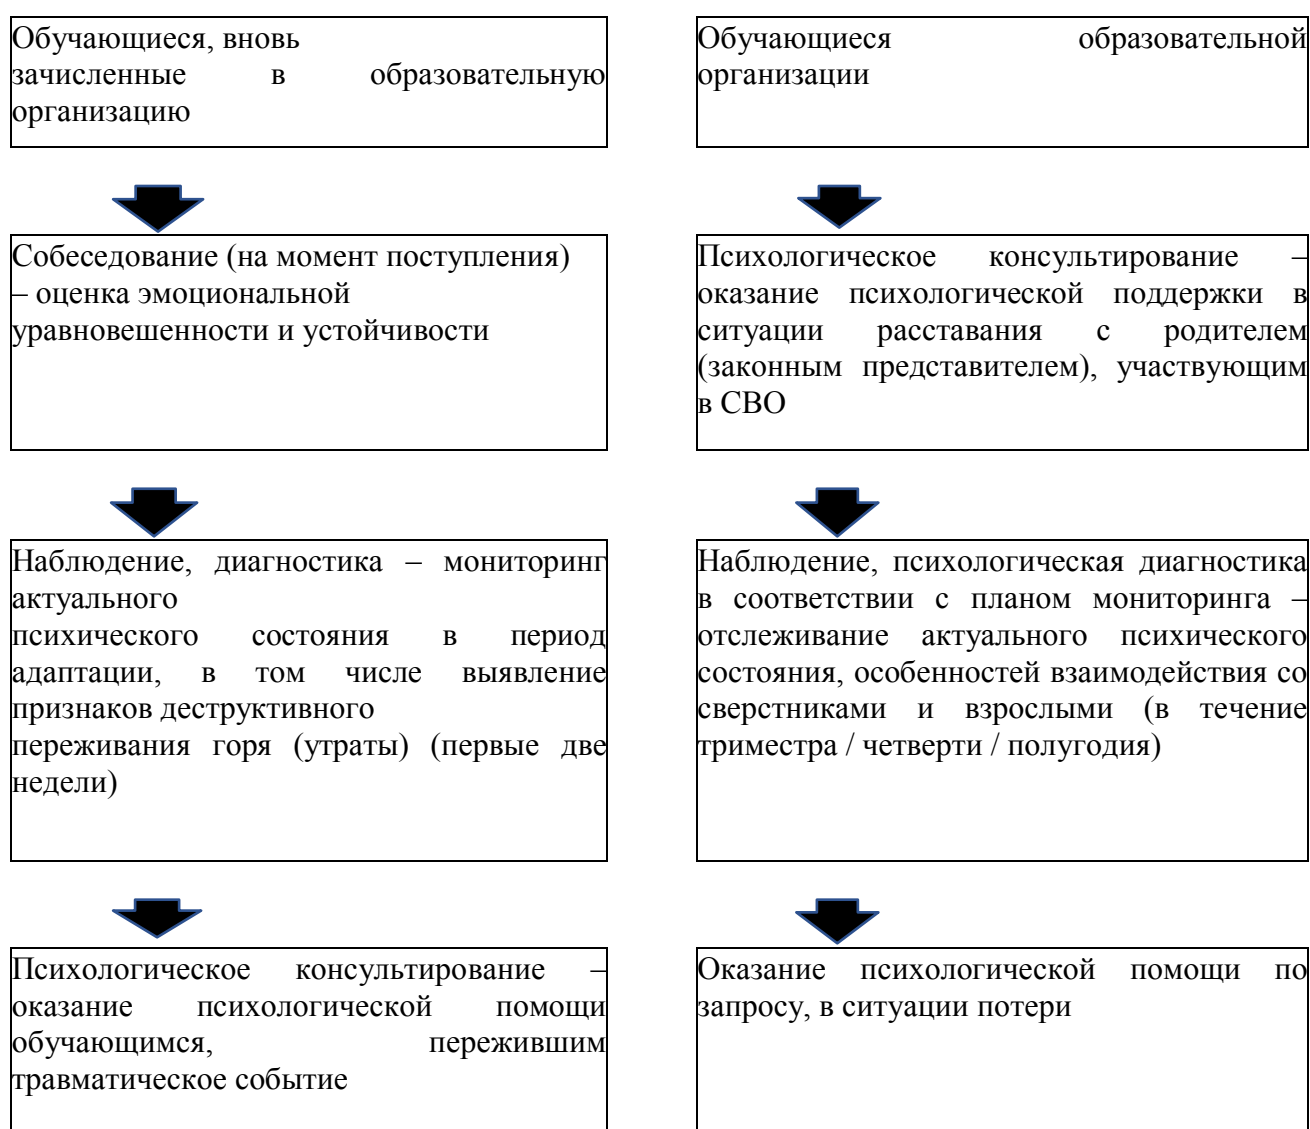 Обучающиеся, вновь
зачисленные в образовательную
организацию
Обучающиеся образовательной
организации
Собеседование (на момент поступления)
– оценка эмоциональной
уравновешенности и устойчивости
Психологическое консультирование –
оказание психологической поддержки в
ситуации расставания с родителем
(законным представителем), участвующим
в СВО
Наблюдение, диагностика – мониторинг
актуального
психического состояния в период
адаптации, в том числе выявление
признаков деструктивного
переживания горя (утраты) (первые две
недели)
Наблюдение, психологическая диагностика
в соответствии с планом мониторинга –
отслеживание актуального психического
состояния, особенностей взаимодействия со
сверстниками и взрослыми (в течение
триместра / четверти / полугодия)
Психологическое консультирование –
оказание психологической помощи
обучающимся, пережившим
травматическое событие
Оказание психологической помощи по
запросу, в ситуации потери